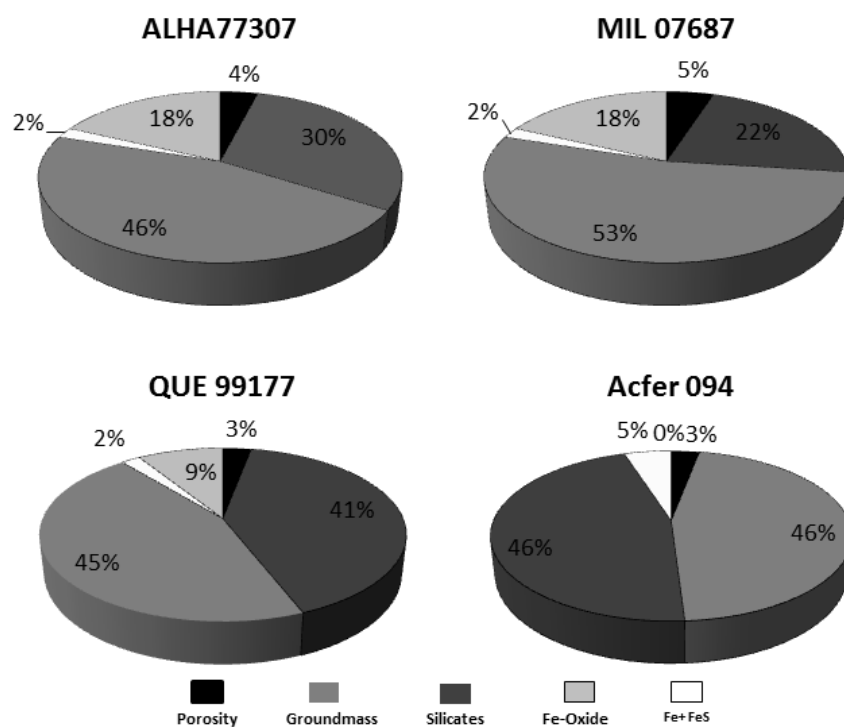 ALHA77307
MIL 07687
4%
30%
46%
2%
18%
5%
22%
53%
2%
18%
QUE 99177
Acfer 094
3%
41%
45%
2%
9%
0%
3%
46%
46%
5%
Porosity
Groundmass
Silicates
Fe-Oxide
Fe+FeS